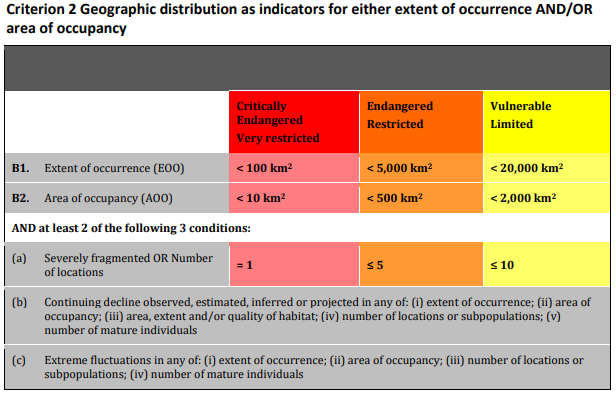 Criterion 2 Geographic distribution as indicators for either extent of occurrence AND/OR
area of occupancy
Critically
Endangered
Very restricted
Endangered
Restricted
Vulnerable
Limited
B1. Extent of occurrence (EOO) < 100 km² < 5,000 km² < 20,000 km²
B2. Area of occupancy (AOO) < 10 km² < 500 km² < 2,000 km²
AND at least 2 of the following 3 conditions:
(a) Severely fragmented OR Number
of locations
= 1 ≤ 5 ≤ 10
(b) Continuing decline observed, estimated, inferred or projected in any of: (i) extent of occurrence; (ii) area of
occupancy; (iii) area, extent and/or quality of habitat; (iv) number of locations or subpopulations; (v)
number of mature individuals
(c) Extreme fluctuations in any of: (i) extent of occurrence; (ii) area of occupancy; (iii) number of locations or
subpopulations; (iv) number of mature individuals